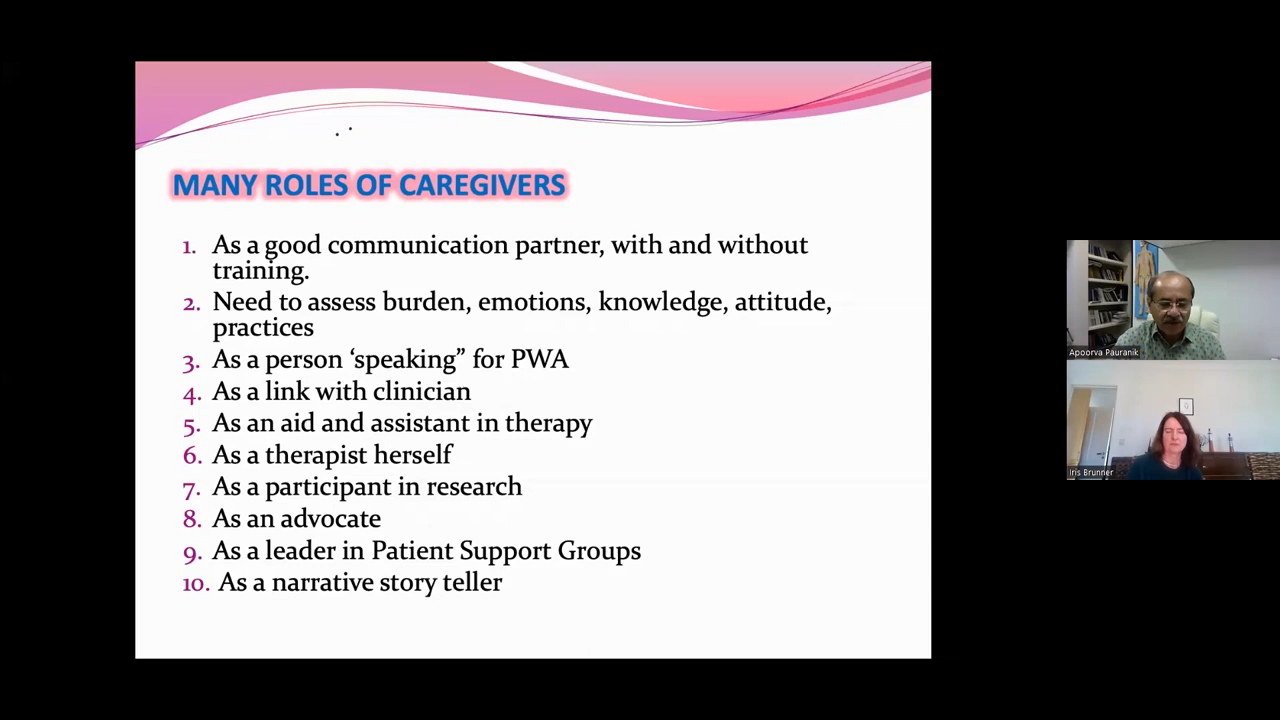 MANY ROLES OF CAREGIVERS
1. As a good communication partner, with and without
training.
2. Need to assess burden, emotions, knowledge, attitude,
practices
3. As a person ‘speaking” for PWA
4. As a link with clinician
5. As an aid and assistant in therapy
6. As a therapist herself
7. As a participant in research
8. As an advocate
9. As a leader in Patient Support Groups
10. As a narrative story teller
Apoorva Pauranik
Iris Brunner